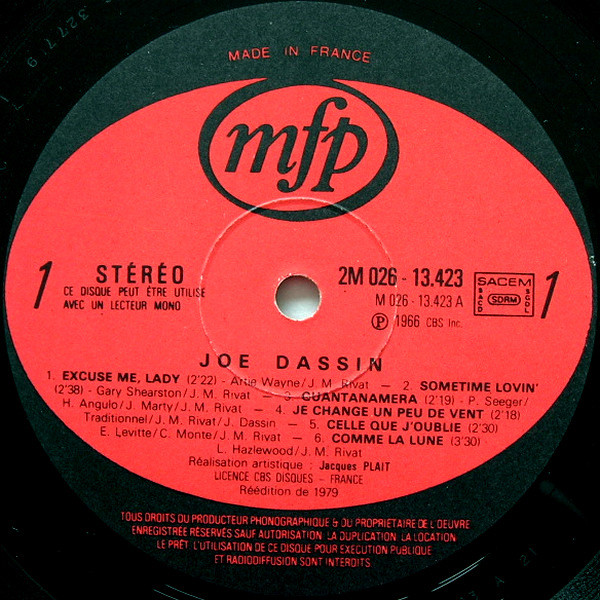 MADE IN FRANCE
mfp
1
STÉRÉO
CE DISQUE PEUT ÊTRE UTILISÉ
AVEC UN LECTEUR MONO
2M 026 - 13.423
M 026 - 13.423 A
Ⓟ 1966 CBS Inc.
SACEM
SACD
SDRM
SGDL
1
JOE DASSIN
1. EXCUSE ME, LADY (2'22) - Artie Wayne/J. M. Rivat — 2. SOMETIME LOVIN'
(2'38) - Gary Shearston/J. M. Rivat — 3. GUANTANAMERA (2'19) - P. Seeger/
H. Angulo/J. Marty/J. M. Rivat — 4. JE CHANGE UN PEU DE VENT (2'18)
Traditionnel/J. M. Rivat/J. Dassin — 5. CELLE QUE J'OUBLIE (2'30)
E. Levitte/C. Monte/J. M. Rivat — 6. COMME LA LUNE (3'30)
L. Hazlewood/J. M. Rivat
Réalisation artistique : Jacques PLAIT
LICENCE CBS DISQUES - FRANCE
Réédition de 1979
TOUS DROITS DU PRODUCTEUR PHONOGRAPHIQUE & DU PROPRIETAIRE DE L OEUVRE
ENREGISTRÉE RÉSERVÉS SAUF AUTORISATION LA DUPLICATION LA LOCATION
LE PRÊT L'UTILISATION DE CE DISQUE POUR EXECUTION PUBLIQUE
ET RADIODIFFUSION SONT INTERDITS